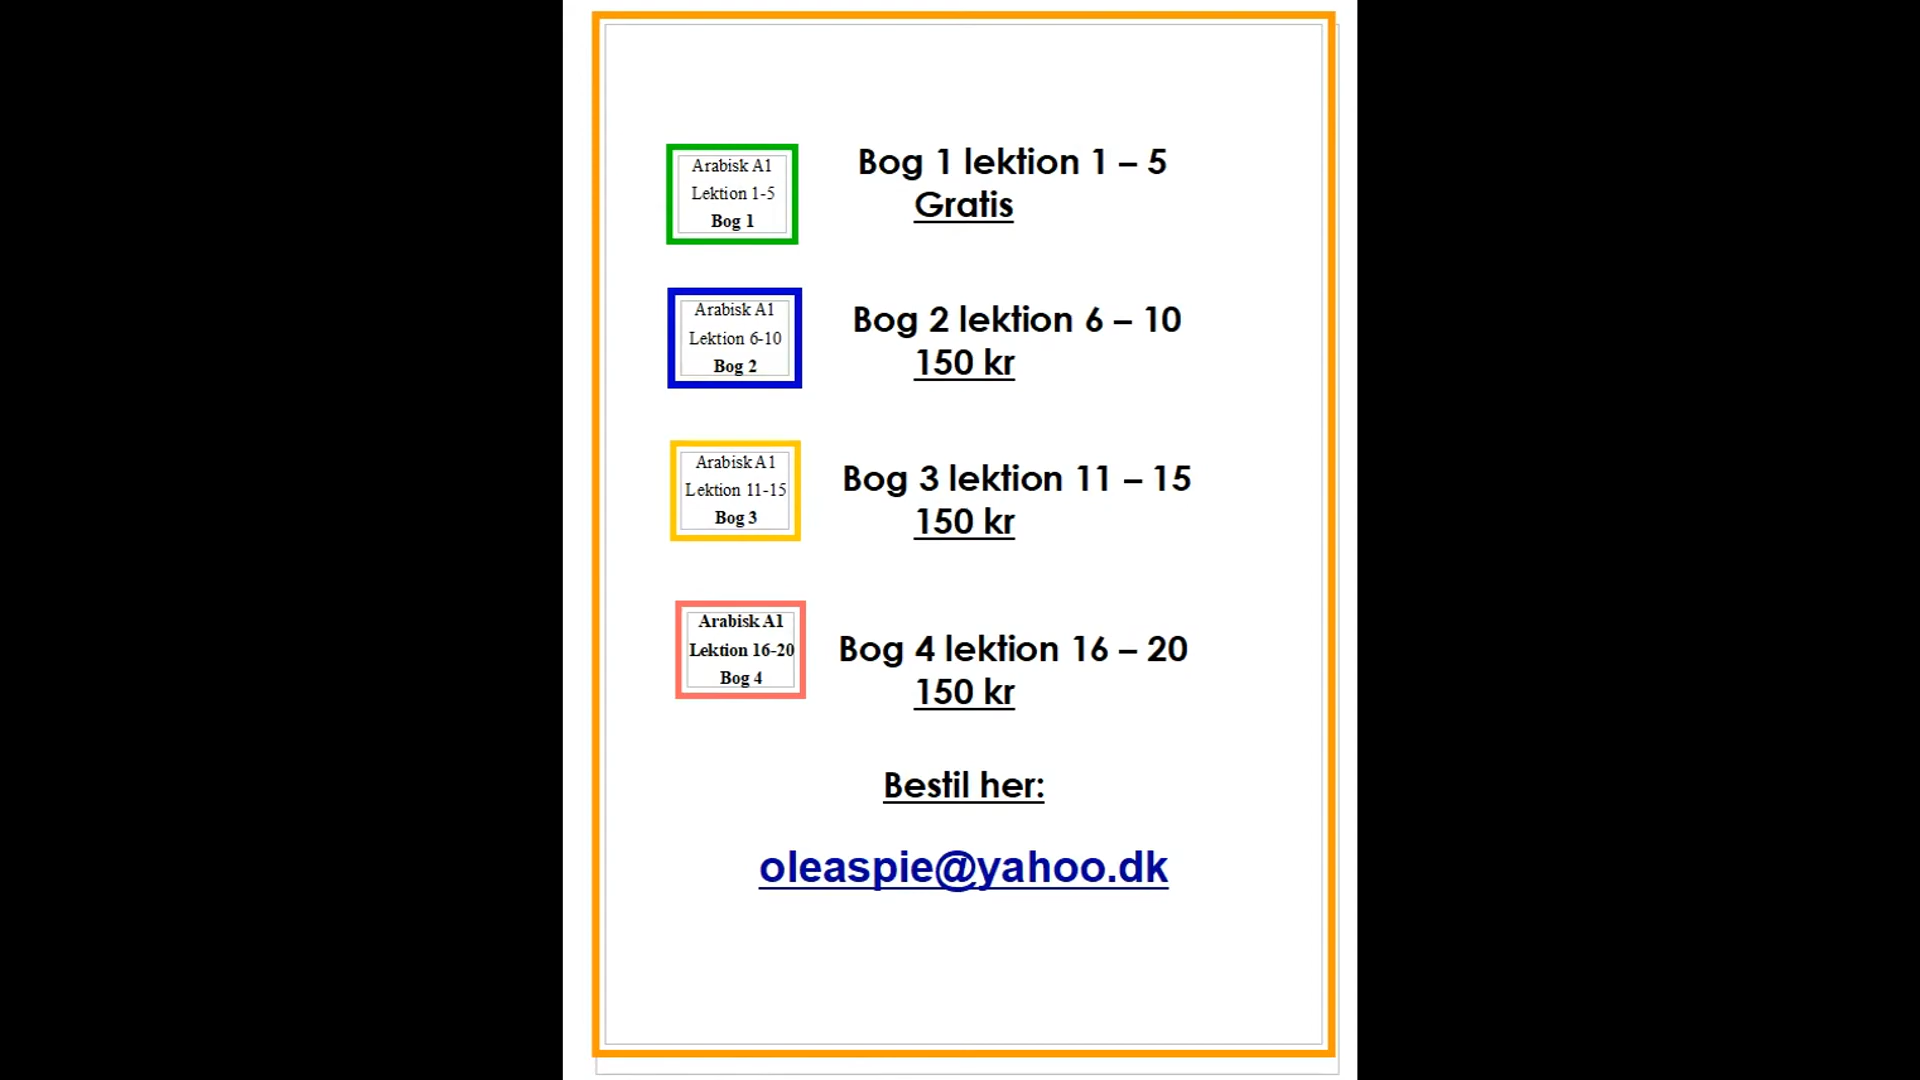 Arabisk A1
Lektion 1-5
Bog 1
Bog 1 lektion 1 – 5
Gratis
Arabisk A1
Lektion 6-10
Bog 2
Bog 2 lektion 6 – 10
150 kr
Arabisk A1
Lektion 11-15
Bog 3
Bog 3 lektion 11 – 15
150 kr
Arabisk A1
Lektion 16-20
Bog 4
Bog 4 lektion 16 – 20
150 kr
Bestil her:
oleaspie@yahoo.dk